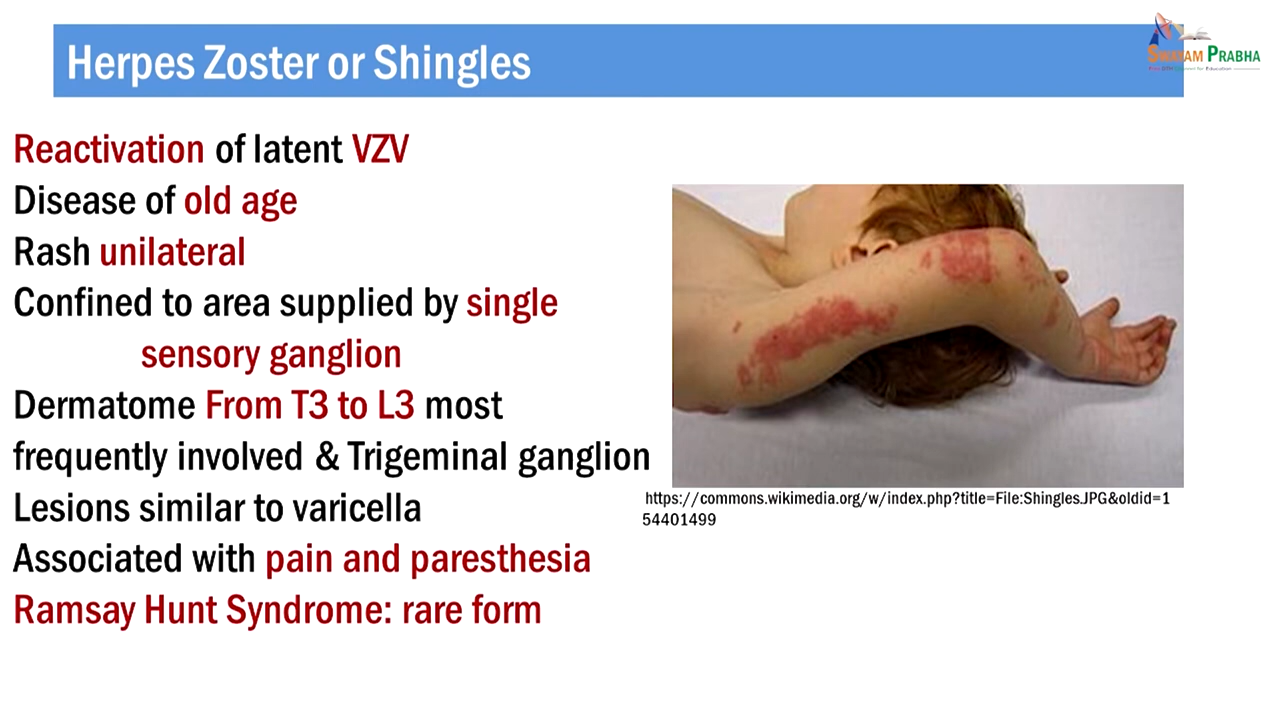 Herpes Zoster or Shingles
SWAYAM PRABHA
Reactivation of latent VZV
Disease of old age
Rash unilateral
Confined to area supplied by single
sensory ganglion
Dermatome From T3 to L3 most
frequently involved & Trigeminal ganglion
Lesions similar to varicella
Associated with pain and paresthesia
Ramsay Hunt Syndrome: rare form
https://commons.wikimedia.org/w/index.php?title=File:Shingles.JPG&oldid=1
54401499